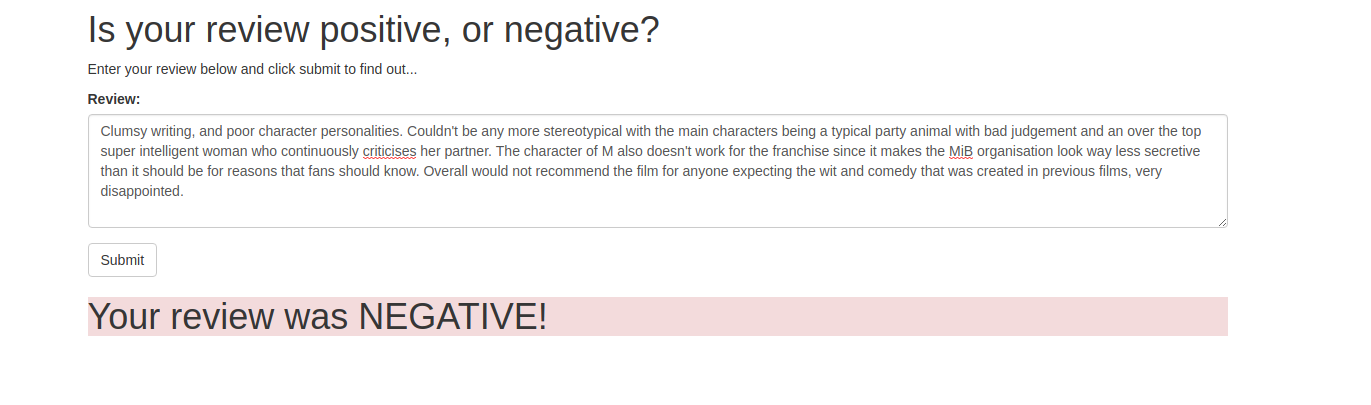 Is your review positive, or negative?
Enter your review below and click submit to find out...
Review:
Clumsy writing, and poor character personalities. Couldn't be any more stereotypical with the main characters being a typical party animal with bad judgement and an over the top
super intelligent woman who continuously criticises her partner. The character of M also doesn't work for the franchise since it makes the MiB organisation look way less secretive
than it should be for reasons that fans should know. Overall would not recommend the film for anyone expecting the wit and comedy that was created in previous films, very
disappointed.
Submit
Your review was NEGATIVE!